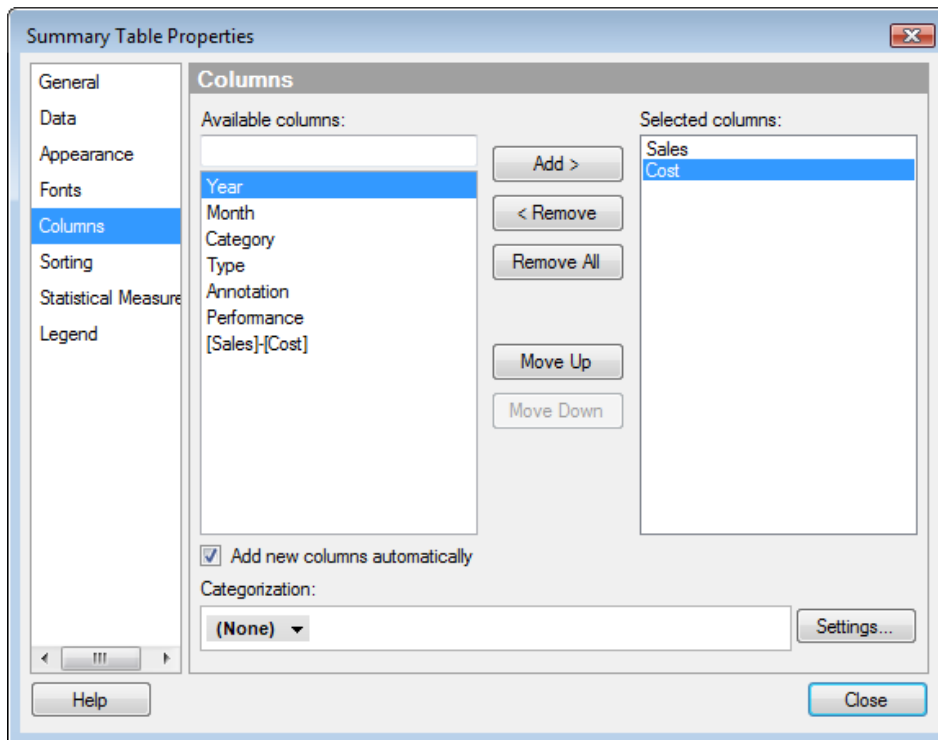 Summary Table Properties
General
Data
Appearance
Fonts
Columns
Sorting
Statistical Measure
Legend
Columns
Available columns:
Year
Month
Category
Type
Annotation
Performance
[Sales]-[Cost]
Add >
< Remove
Remove All
Move Up
Move Down
Selected columns:
Sales
Cost
Add new columns automatically
Categorization:
(None)
Settings...
Help
Close